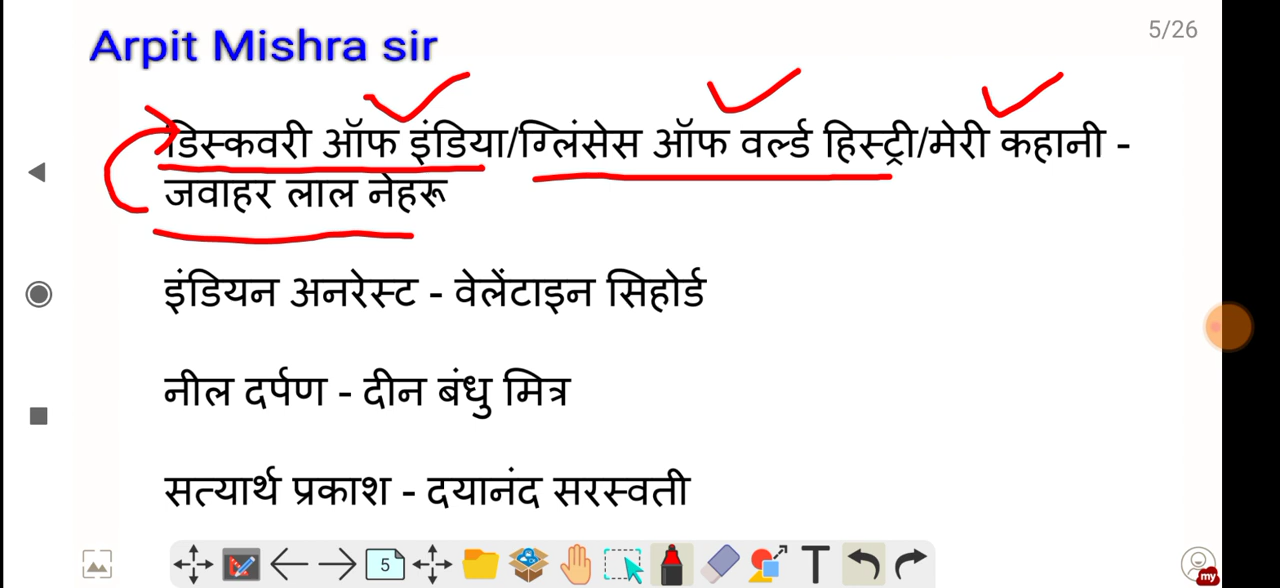 Arpit Mishra sir
5/26
डिस्कवरी ऑफ इंडिया/ग्लिंसेस ऑफ वर्ल्ड हिस्ट्री/मेरी कहानी -
जवाहर लाल नेहरू
इंडियन अनरेस्ट - वेलेंटाइन सिहोर्ड
नील दर्पण - दीन बंधु मित्र
सत्यार्थ प्रकाश - दयानंद सरस्वती
5
T
my